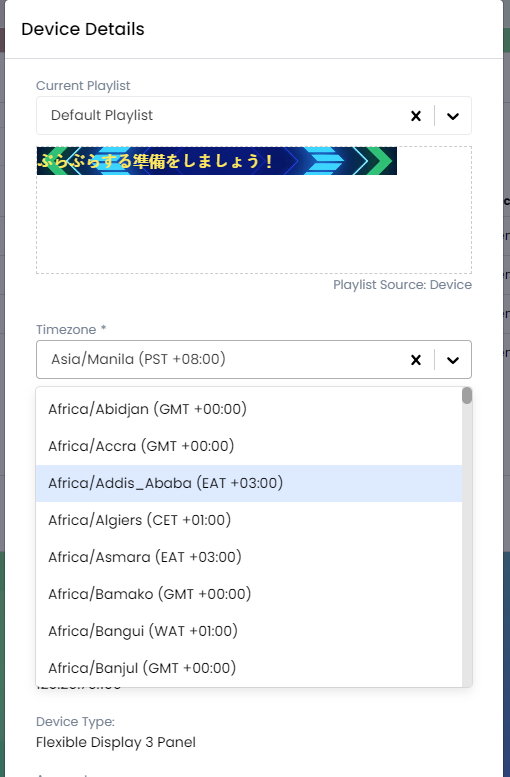 Device Details
Current Playlist
Default Playlist
ぶらぶらする準備をしましょう！
Playlist Source: Device
Timezone *
Asia/Manila (PST +08:00)
Africa/Abidjan (GMT +00:00)
Africa/Accra (GMT +00:00)
Africa/Addis_Ababa (EAT +03:00)
Africa/Algiers (CET +01:00)
Africa/Asmara (EAT +03:00)
Africa/Bamako (GMT +00:00)
Africa/Bangui (WAT +01:00)
Africa/Banjul (GMT +00:00)
Device Type:
Flexible Display 3 Panel